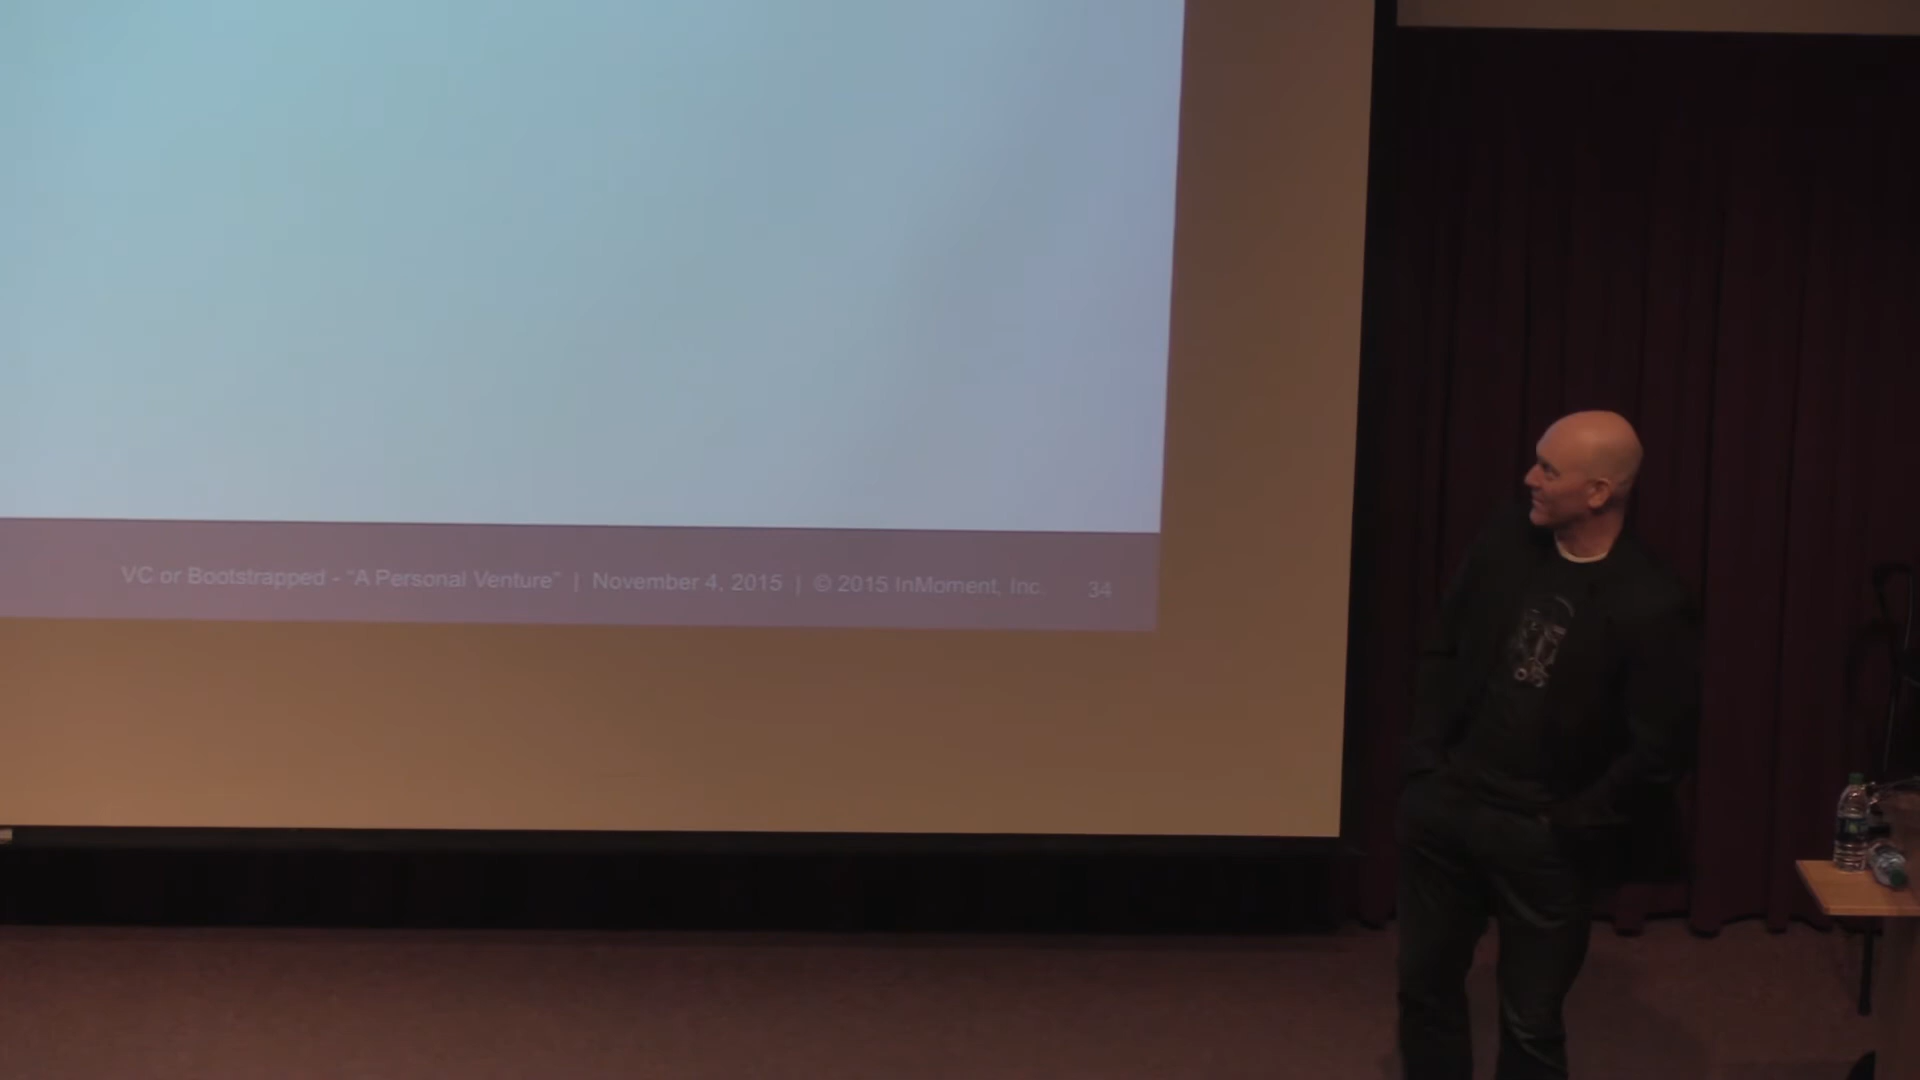 VC or Bootstrapped - "A Personal Venture" | November 4, 2015 | © 2015 InMoment, Inc. 34